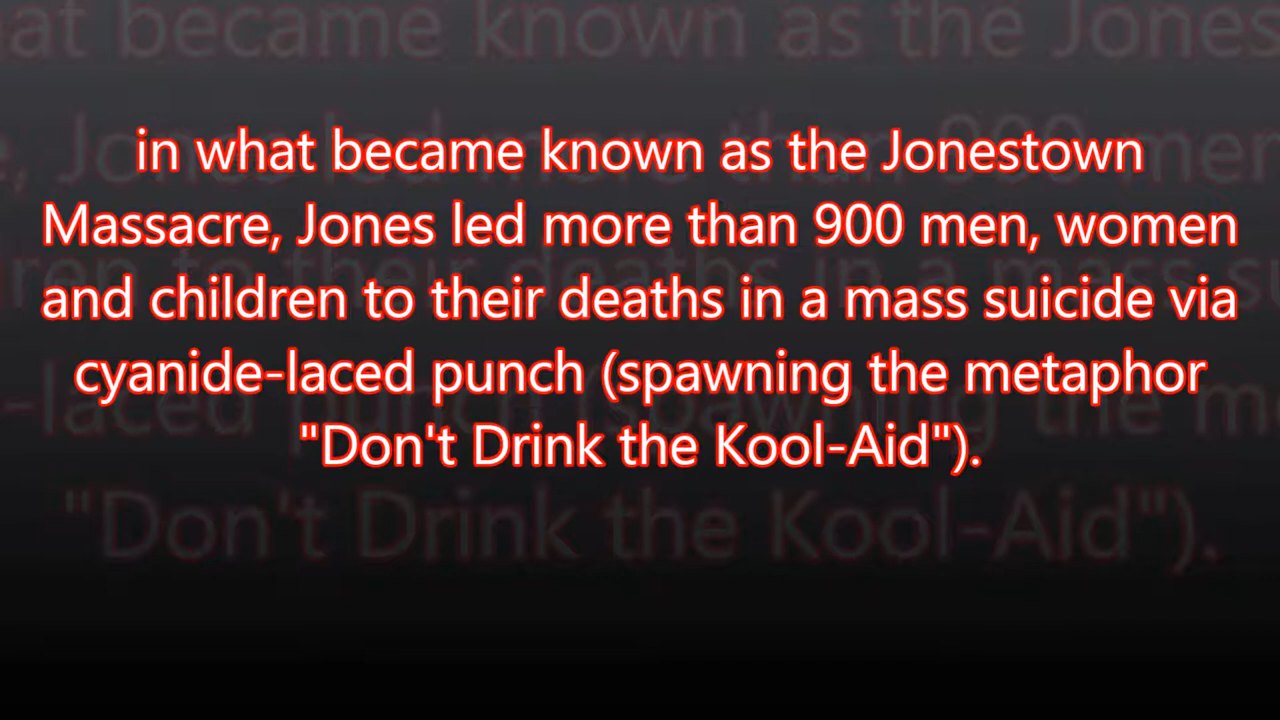 in what became known as the Jonestown
Massacre, Jones led more than 900 men, women
and children to their deaths in a mass suicide via
cyanide-laced punch (spawning the metaphor
"Don't Drink the Kool-Aid").